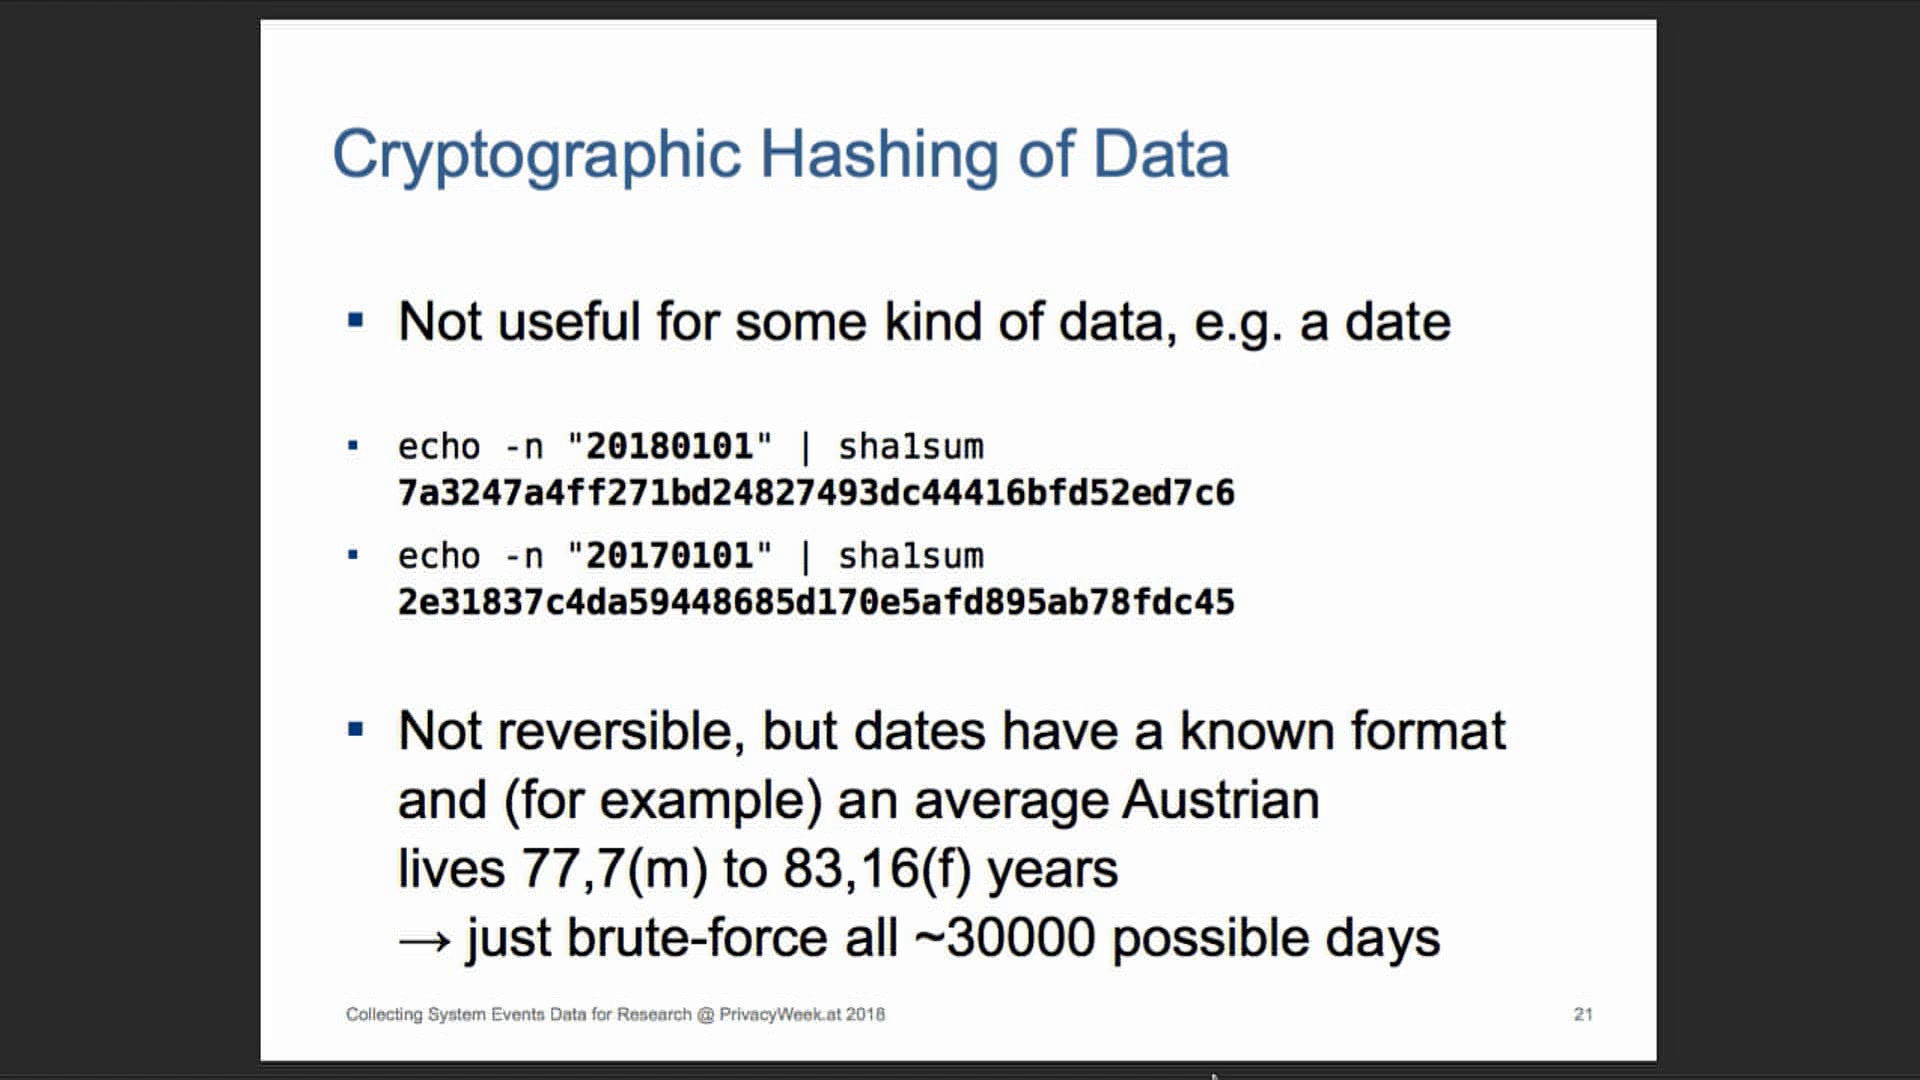 Cryptographic Hashing of Data
▪ Not useful for some kind of data, e.g. a date
▪ echo -n "20180101" | sha1sum
7a3247a4ff271bd24827493dc44416bfd52ed7c6
▪ echo -n "20170101" | sha1sum
2e31837c4da59448685d170e5afd895ab78fdc45
▪ Not reversible, but dates have a known format
and (for example) an average Austrian
lives 77,7(m) to 83,16(f) years
→ just brute-force all ~30000 possible days
Collecting System Events Data for Research @ PrivacyWeek.at 2018
21